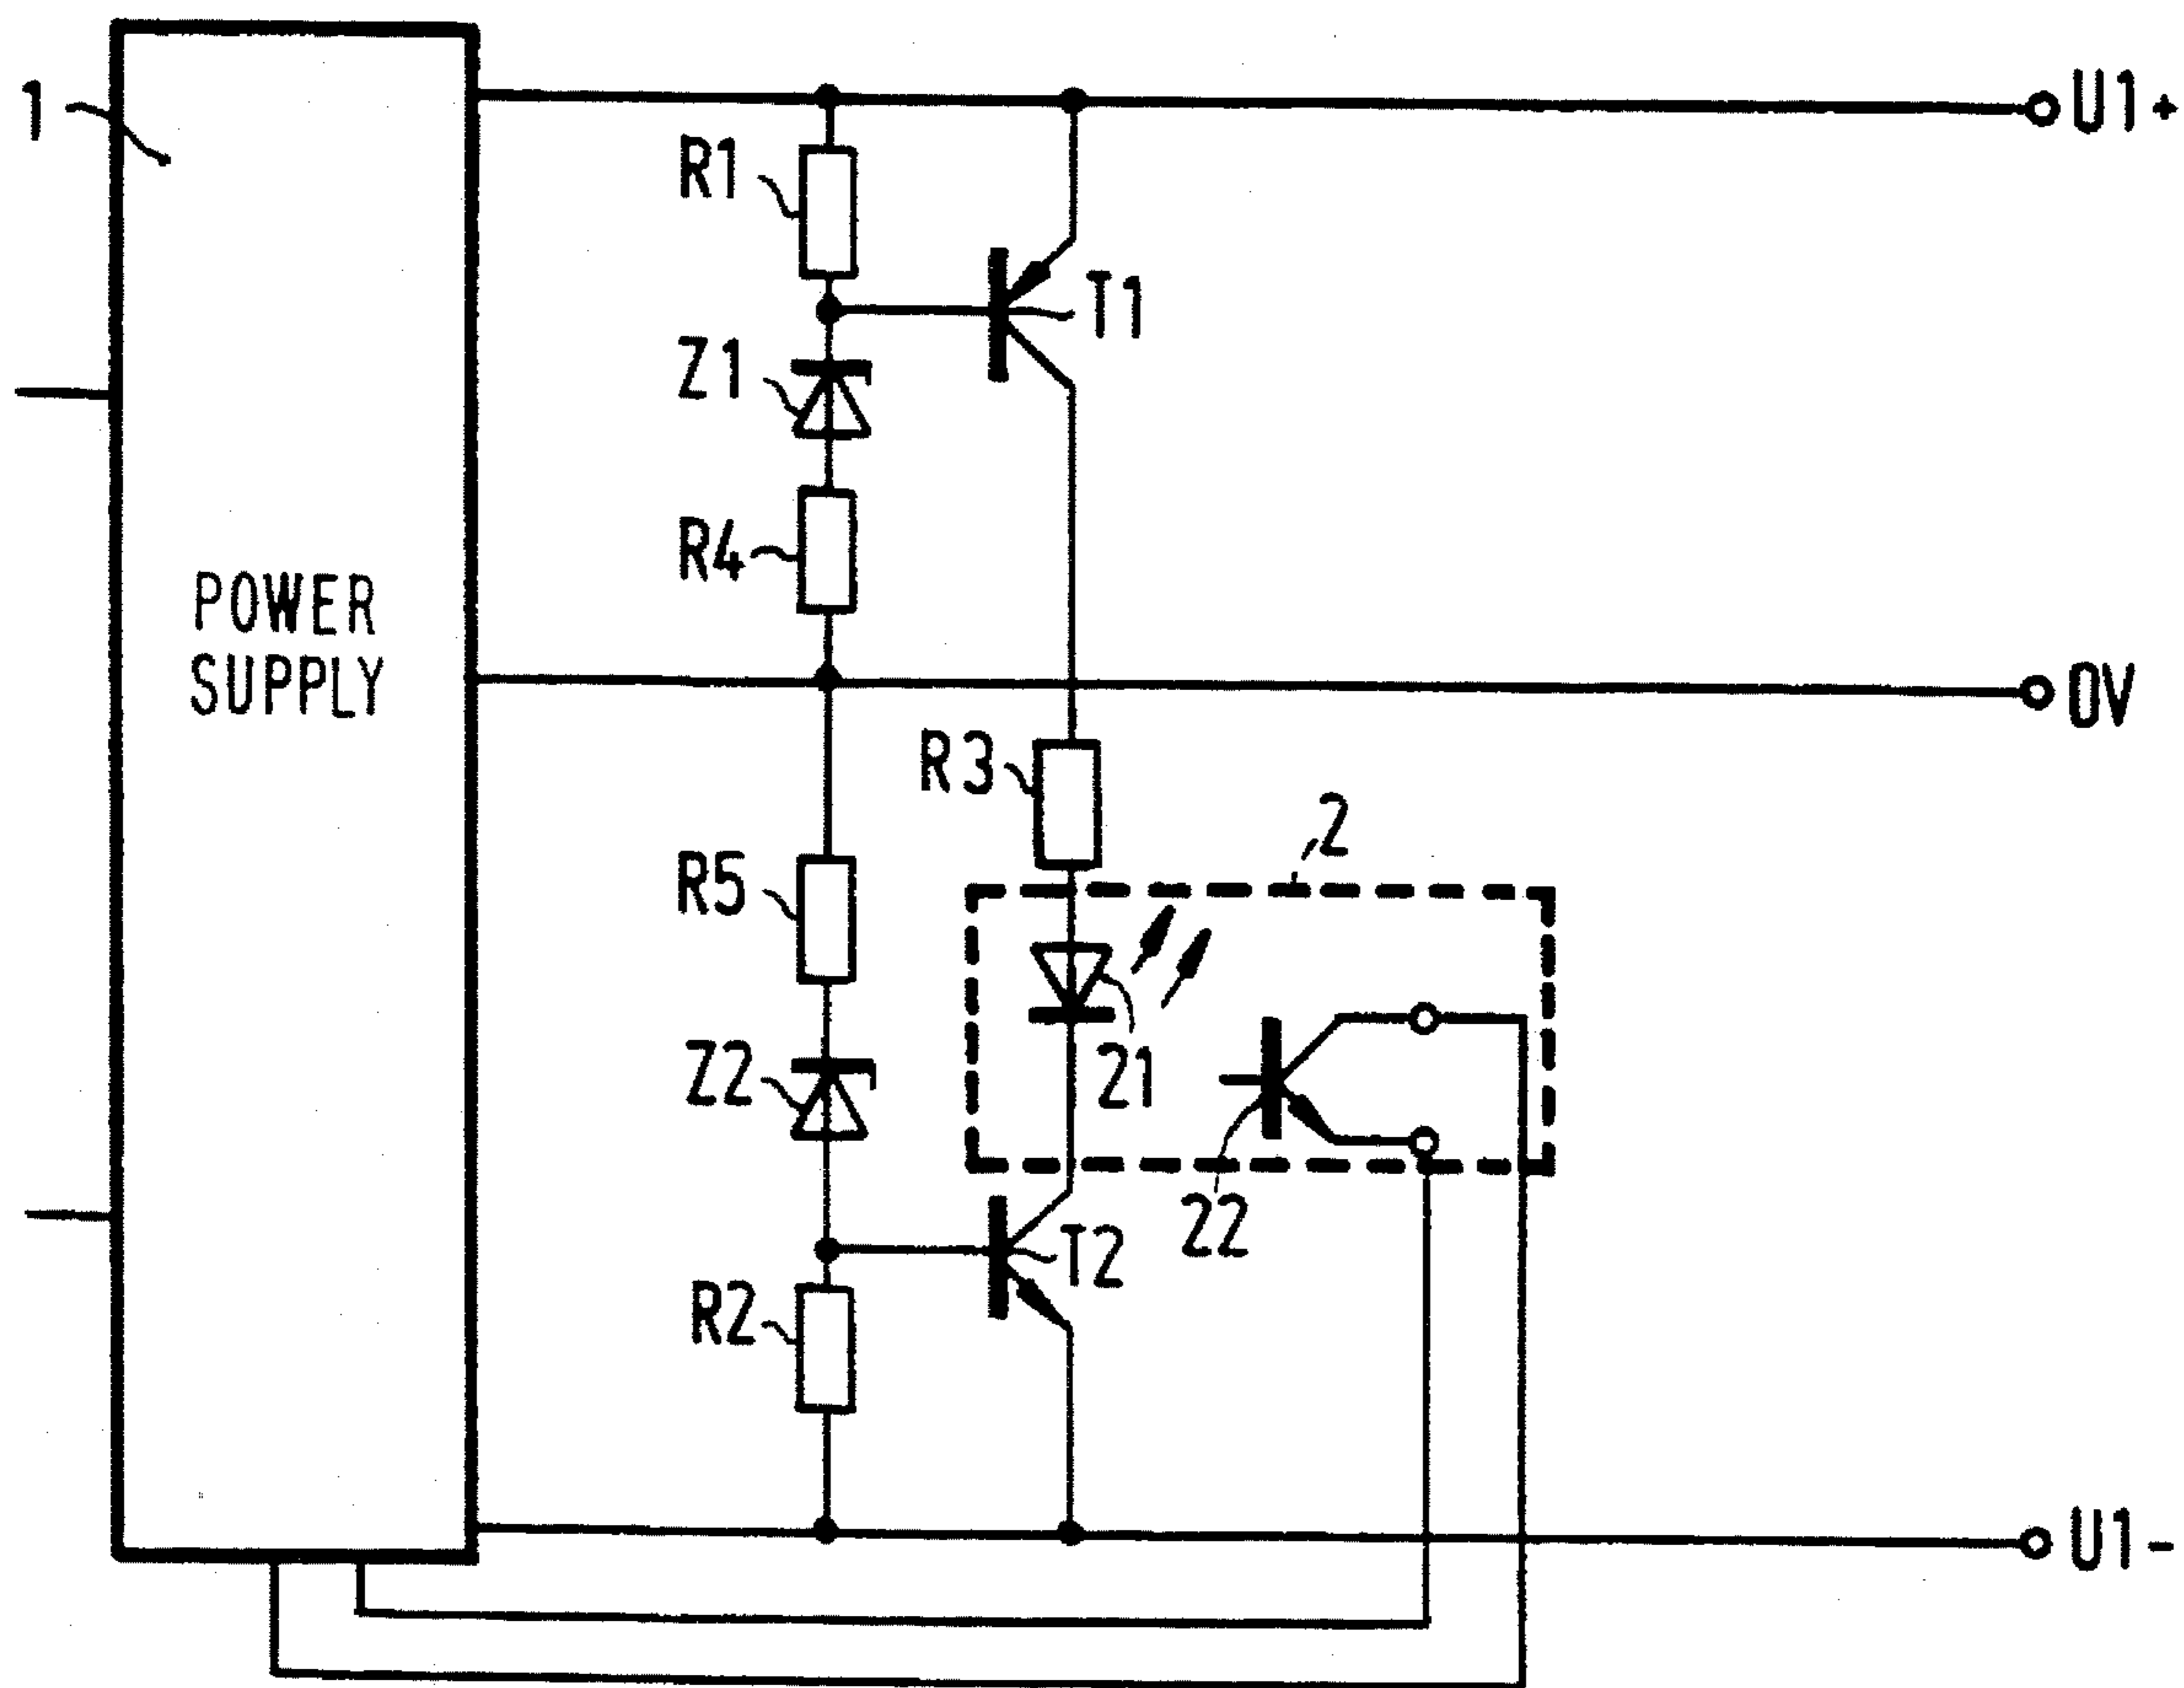 1
U1+
R1
T1
Z1
R4
POWER
SUPPLY
0V
R3
2
R5
Z2
21
22
T2
R2
U1-